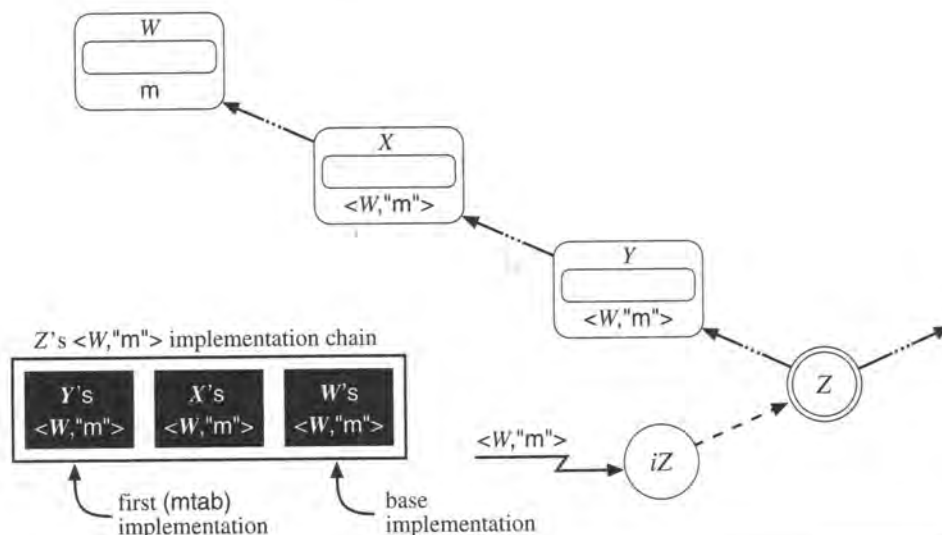 W
m
X
<W,"m">
Y
<W,"m">
Z's <W,"m"> implementation chain
Y's
<W,"m">
X's
<W,"m">
W's
<W,"m">
first (mtab)
implementation
base
implementation
<W,"m">
iZ
Z